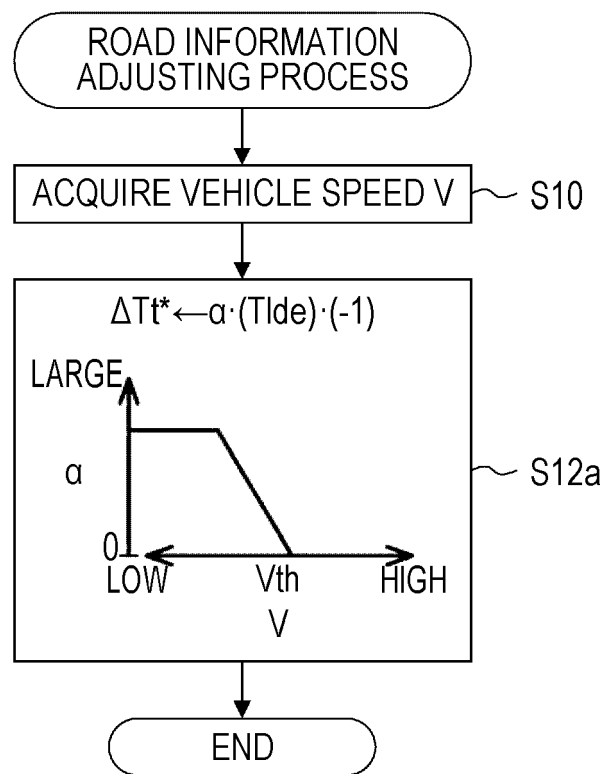 ROAD INFORMATION
ADJUSTING PROCESS
ACQUIRE VEHICLE SPEED V
S10
ΔTt*←α·(Tlde)·(-1)
LARGE
α
S12a
0
LOW
Vth
HIGH
V
END